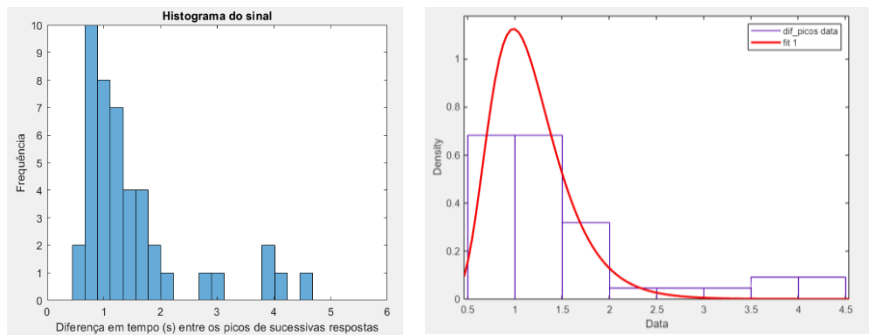 Histograma do sinal
10
9
8
7
6
5
4
3
2
1
0
Frequência
0 1 2 3 4 5 6
Diferença em tempo (s) entre os picos de sucessivas respostas
dif_picos data
fit 1
1
0.8
0.6
0.4
0.2
0
Density
0.5 1 1.5 2 2.5 3 3.5 4 4.5
Data